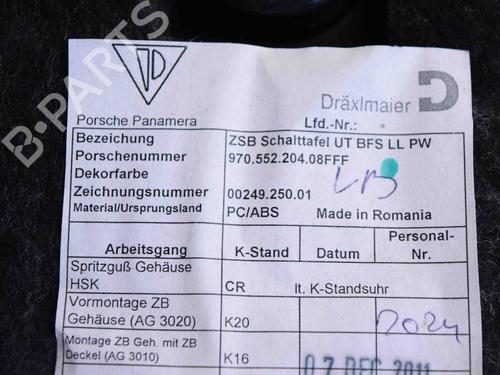 B-PARTS
Dräxlmaier
Porsche Panamera
Lfd.-Nr.:
Bezeichung ZSB Schalttafel UT BFS LL PW
Porschenummer 970.552.204.08FFF
Dekorfarbe
Zeichnungsnummer 00249.250.01
Material/Ursprungsland PC/ABS Made in Romania
Arbeitsgang K-Stand Datum Personal-Nr.
Spritzguß Gehäuse
HSK CR lt. K-Standsuhr
Vormontage ZB
Gehäuse (AG 3020) K20
Montage ZB Geh. mit ZB
Deckel (AG 3010) K16
07 DEC 2011